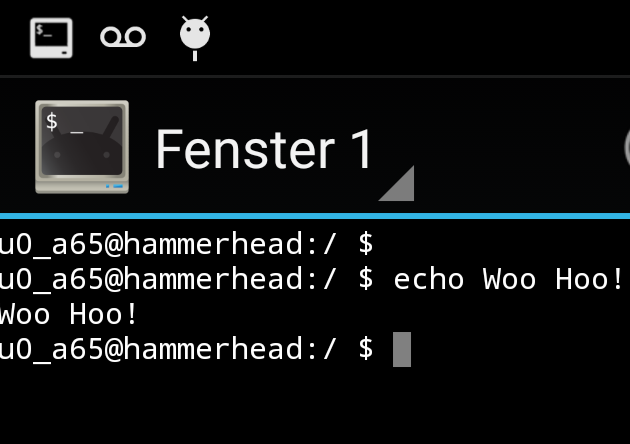 $_
$ _
Fenster 1
u0_a65@hammerhead:/ $
u0_a65@hammerhead:/ $ echo Woo Hoo!
Woo Hoo!
u0_a65@hammerhead:/ $